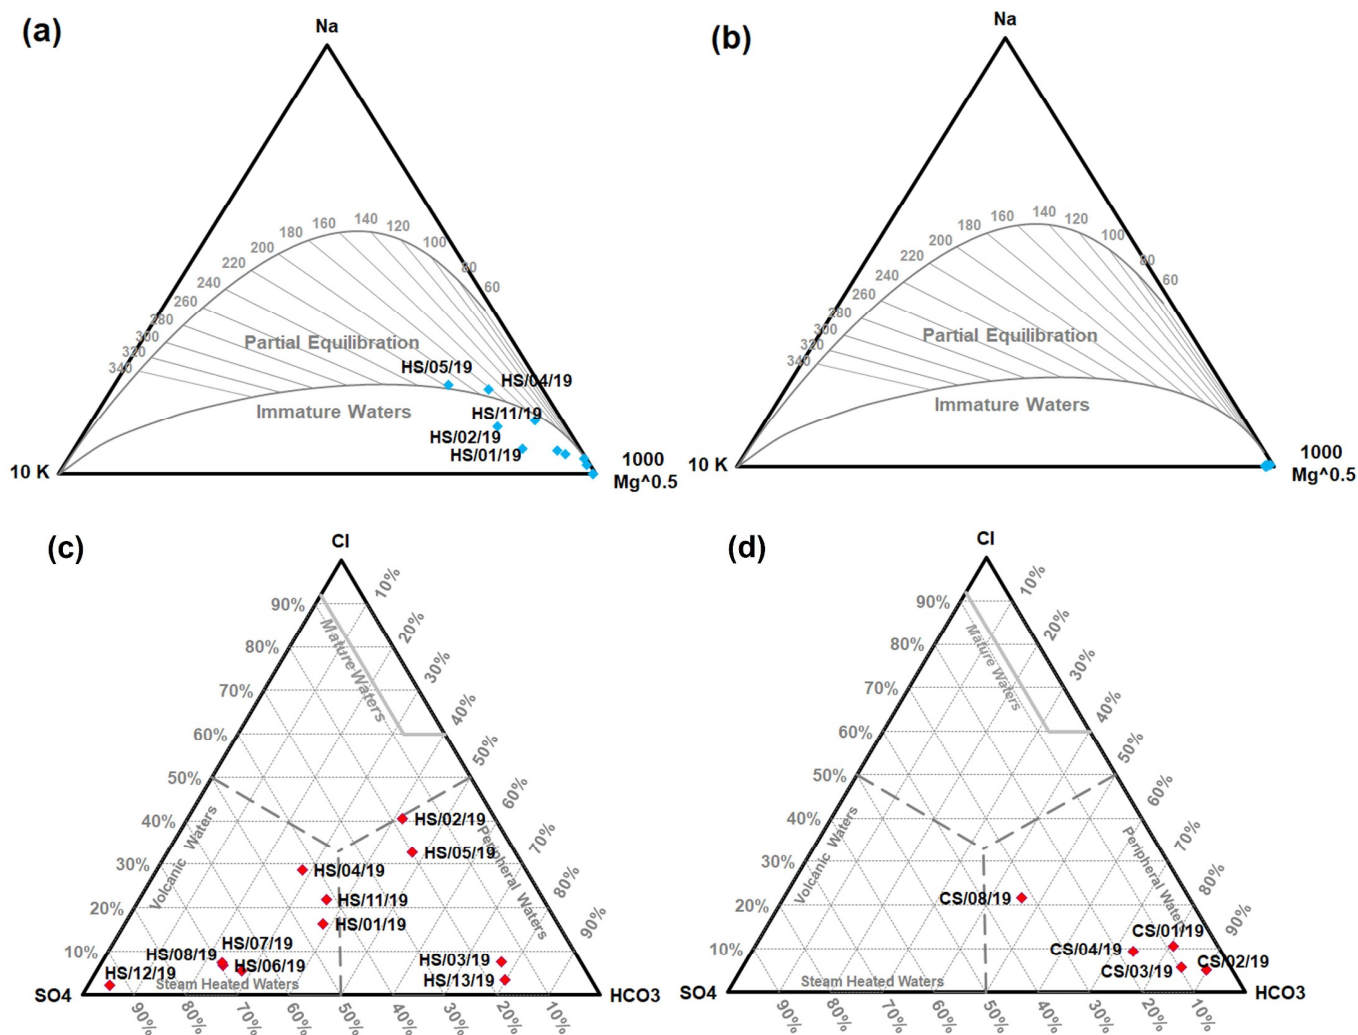 (a)
Na
140
160
120
180
100
200
80
220
60
240
260
280
300
320
340
Partial Equilibration
HS/05/19
HS/04/19
Immature Waters
HS/11/19
HS/02/19
HS/01/19
10 K
1000
Mg^0.5
(b)
Na
140
160
120
180
100
200
80
220
60
240
260
280
300
320
340
Partial Equilibration
Immature Waters
10 K
1000
Mg^0.5
(c)
Cl
10%
90%
20%
80%
Mature Waters
30%
70%
40%
60%
50%
50%
60%
40%
HS/02/19
Volcanic Waters
Peripheral Waters
70%
30%
HS/05/19
HS/04/19
80%
20%
HS/11/19
90%
HS/01/19
10%
HS/07/19
HS/08/19
HS/06/19
HS/03/19
HS/12/19
HS/13/19
Steam Heated Waters
SO4
HCO3
90%
80%
70%
60%
50%
40%
30%
20%
10%
(d)
Cl
10%
90%
20%
80%
Mature Waters
30%
70%
40%
60%
50%
50%
60%
40%
Volcanic Waters
Peripheral Waters
70%
30%
80%
CS/08/19
20%
90%
CS/01/19
10%
CS/04/19
CS/02/19
CS/03/19
Steam Heated Waters
SO4
HCO3
90%
80%
70%
60%
50%
40%
30%
20%
10%